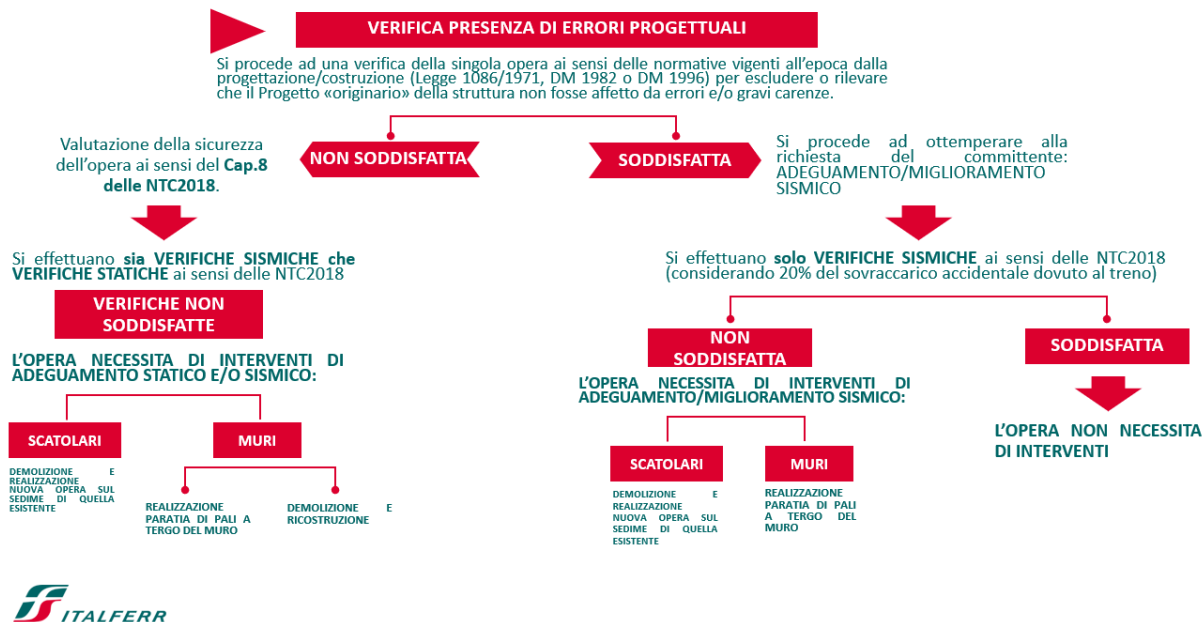 VERIFICA PRESENZA DI ERRORI PROGETTUALI
Si procede ad una verifica della singola opera ai sensi delle normative vigenti all'epoca dalla
progettazione/costruzione (Legge 1086/1971, DM 1982 o DM 1996) per escludere o rilevare
che il Progetto «originario» della struttura non fosse affetto da errori e/o gravi carenze.
Valutazione della sicurezza
dell'opera ai sensi del Cap.8
delle NTC2018.
NON SODDISFATTA
SODDISFATTA
Si procede ad ottemperare alla
richiesta del committente:
ADEGUAMENTO/MIGLIORAMENTO
SISMICO
Si effettuano sia VERIFICHE SISMICHE che
VERIFICHE STATICHE ai sensi delle NTC2018
VERIFICHE NON
SODDISFATTE
L'OPERA NECESSITA DI INTERVENTI DI
ADEGUAMENTO STATICO E/O SISMICO:
SCATOLARI
MURI
DEMOLIZIONE E
REALIZZAZIONE
NUOVA OPERA SUL
SEDIME DI QUELLA
ESISTENTE
REALIZZAZIONE
PARATIA DI PALI A
TERGO DEL MURO
DEMOLIZIONE E
RICOSTRUZIONE
Si effettuano solo VERIFICHE SISMICHE ai sensi delle NTC2018
(considerando 20% del sovraccarico accidentale dovuto al treno)
NON
SODDISFATTA
SODDISFATTA
L'OPERA NECESSITA DI INTERVENTI DI
ADEGUAMENTO/MIGLIORAMENTO SISMICO:
L'OPERA NON NECESSITA
DI INTERVENTI
SCATOLARI
MURI
DEMOLIZIONE E
REALIZZAZIONE
NUOVA OPERA SUL
SEDIME DI QUELLA
ESISTENTE
REALIZZAZIONE
PARATIA DI PALI
A TERGO DEL
MURO
ITALFERR